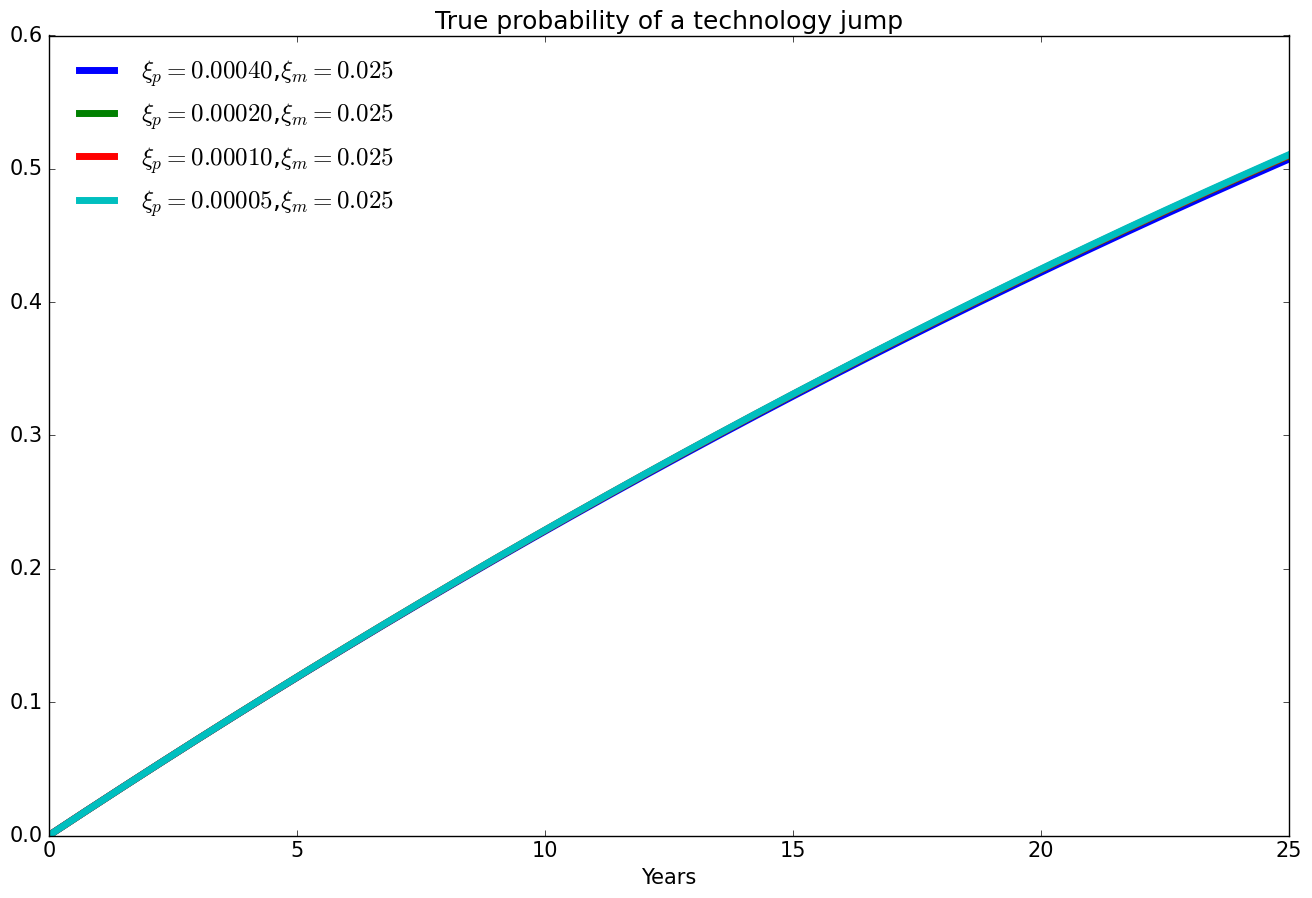 True probability of a technology jump
0.6
0.5
0.4
0.3
0.2
0.1
0.0
ξp = 0.00040,ξm = 0.025
ξp = 0.00020,ξm = 0.025
ξp = 0.00010,ξm = 0.025
ξp = 0.00005,ξm = 0.025
0 5 10 15 20 25
Years